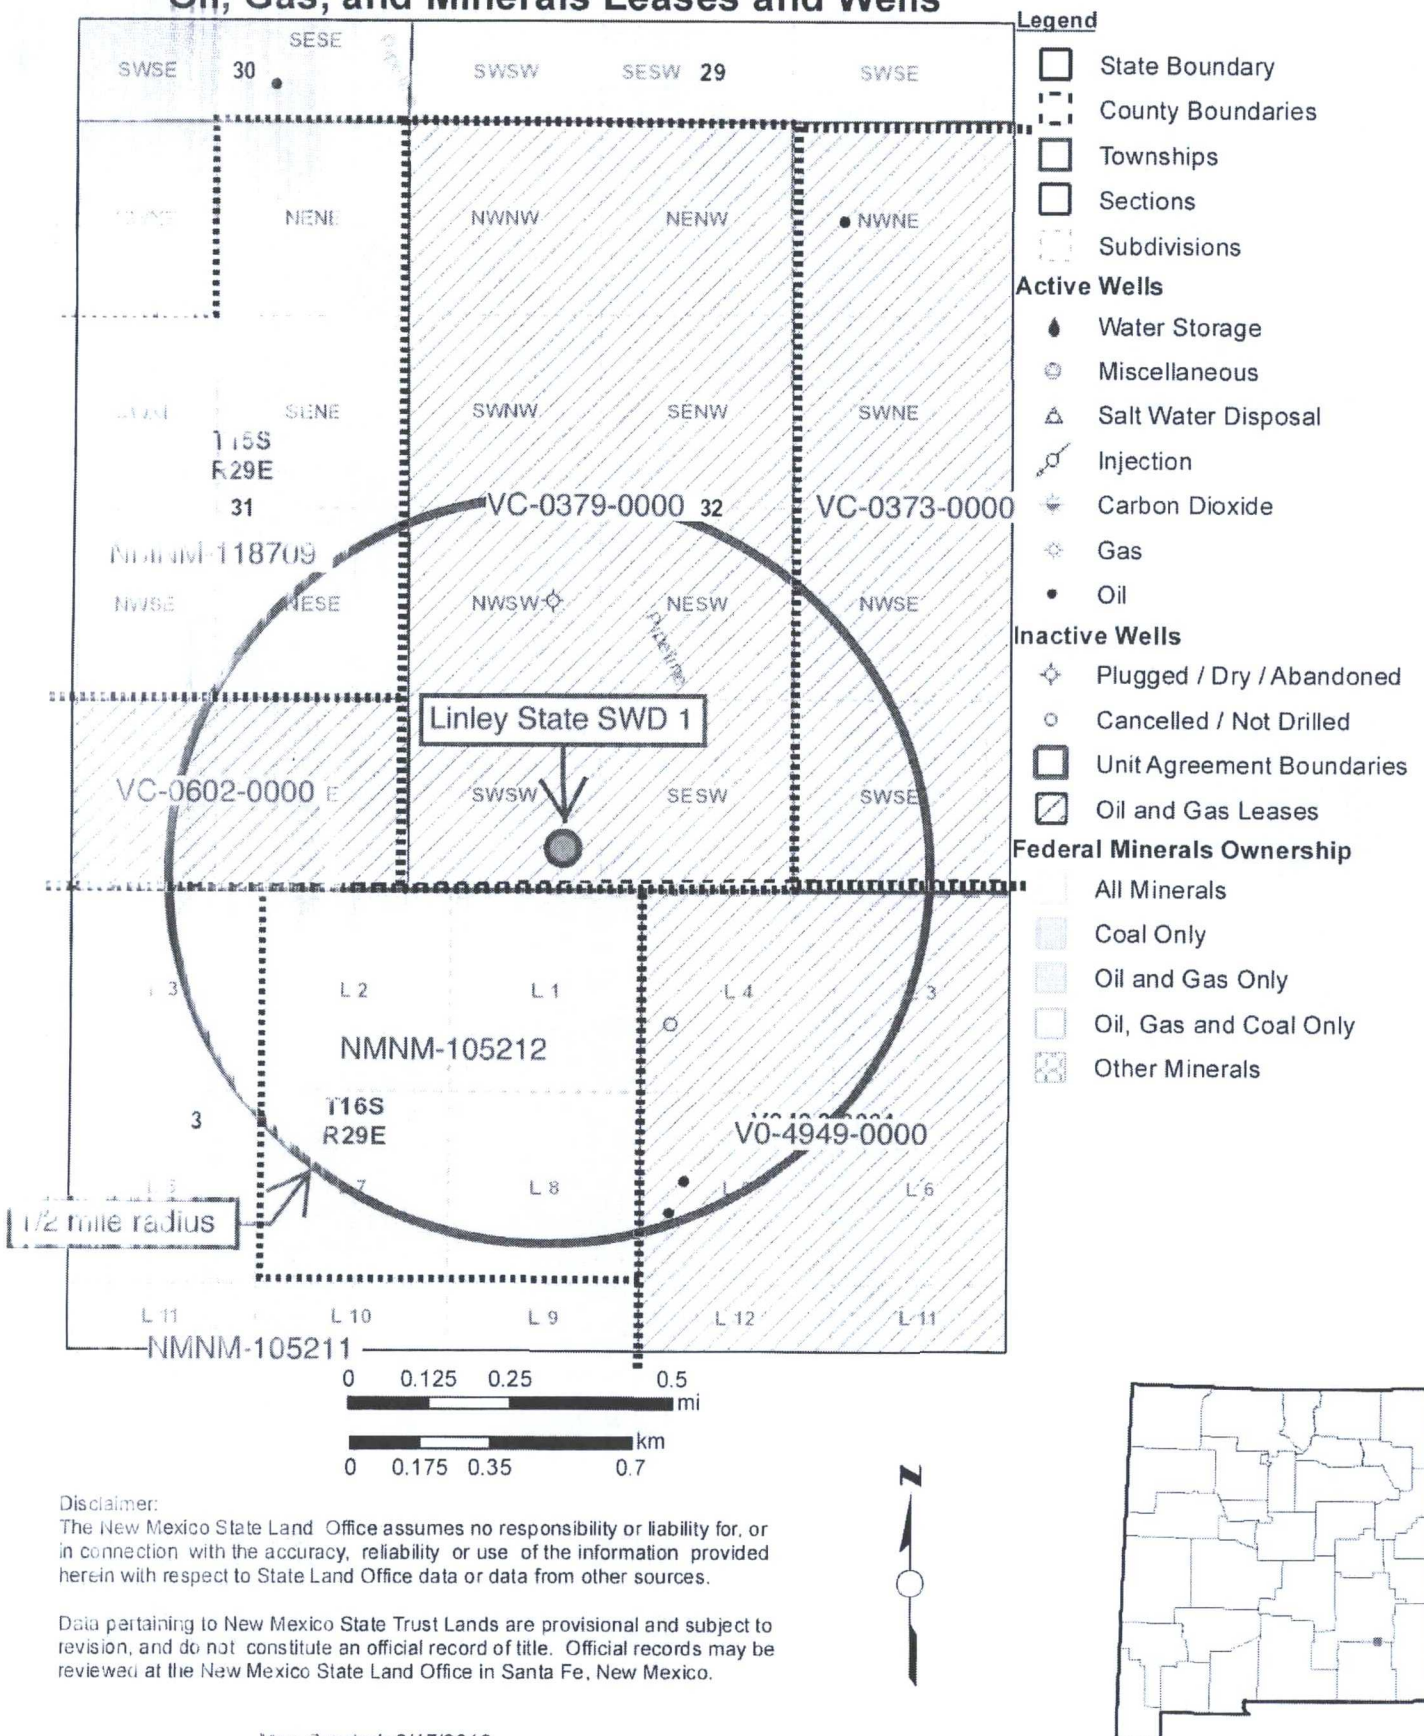 Oil, Gas, and Minerals Leases and Wells
SESE
SWSE 30
SWSW SESW 29 SWSE
NENE NWNW NENW NWNE
SENE SWNW SENW SWNE
T15S
R29E
31
VC-0379-0000 32 VC-0373-0000
NMNM-118709
NWSE NESE NWSW NESW NWSE
Pipeline
Linley State SWD 1
VC-0602-0000 E SWSW SESW SWSE
L 3 L 2 L 1 L 4 L 3
NMNM-105212
T16S
R29E
3
V0-4949-0000
L 7 L 8 L 6
1/2 mile radius
L 11 L 10 L 9 L 12 L 11
NMNM-105211
0 0.125 0.25 0.5
mi
km
0 0.175 0.35 0.7
Legend
State Boundary
County Boundaries
Townships
Sections
Subdivisions
Active Wells
Water Storage
Miscellaneous
Salt Water Disposal
Injection
Carbon Dioxide
Gas
Oil
Inactive Wells
Plugged / Dry / Abandoned
Cancelled / Not Drilled
Unit Agreement Boundaries
Oil and Gas Leases
Federal Minerals Ownership
All Minerals
Coal Only
Oil and Gas Only
Oil, Gas and Coal Only
Other Minerals
N
Disclaimer:
The New Mexico State Land Office assumes no responsibility or liability for, or
in connection with the accuracy, reliability or use of the information provided
herein with respect to State Land Office data or data from other sources.
Data pertaining to New Mexico State Trust Lands are provisional and subject to
revision, and do not constitute an official record of title. Official records may be
reviewed at the New Mexico State Land Office in Santa Fe, New Mexico.